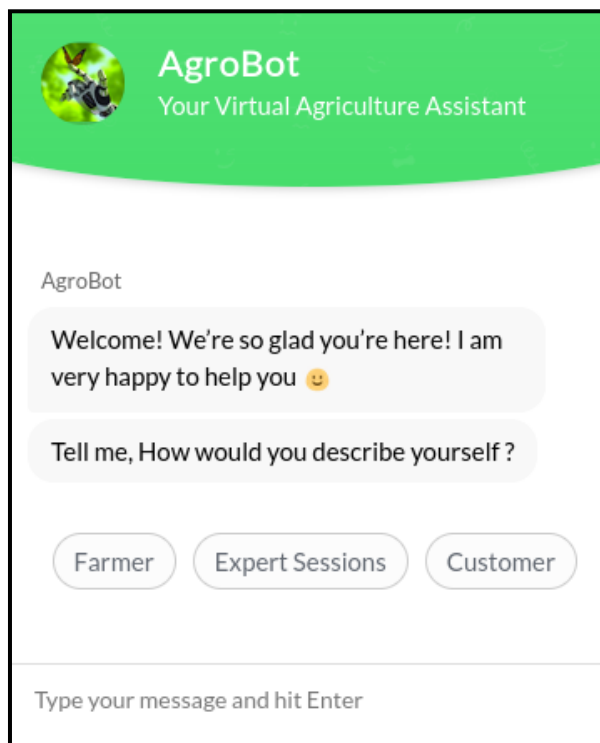 AgroBot
Your Virtual Agriculture Assistant
AgroBot
Welcome! We’re so glad you’re here! I am
very happy to help you 🙂
Tell me, How would you describe yourself ?
Farmer
Expert Sessions
Customer
Type your message and hit Enter